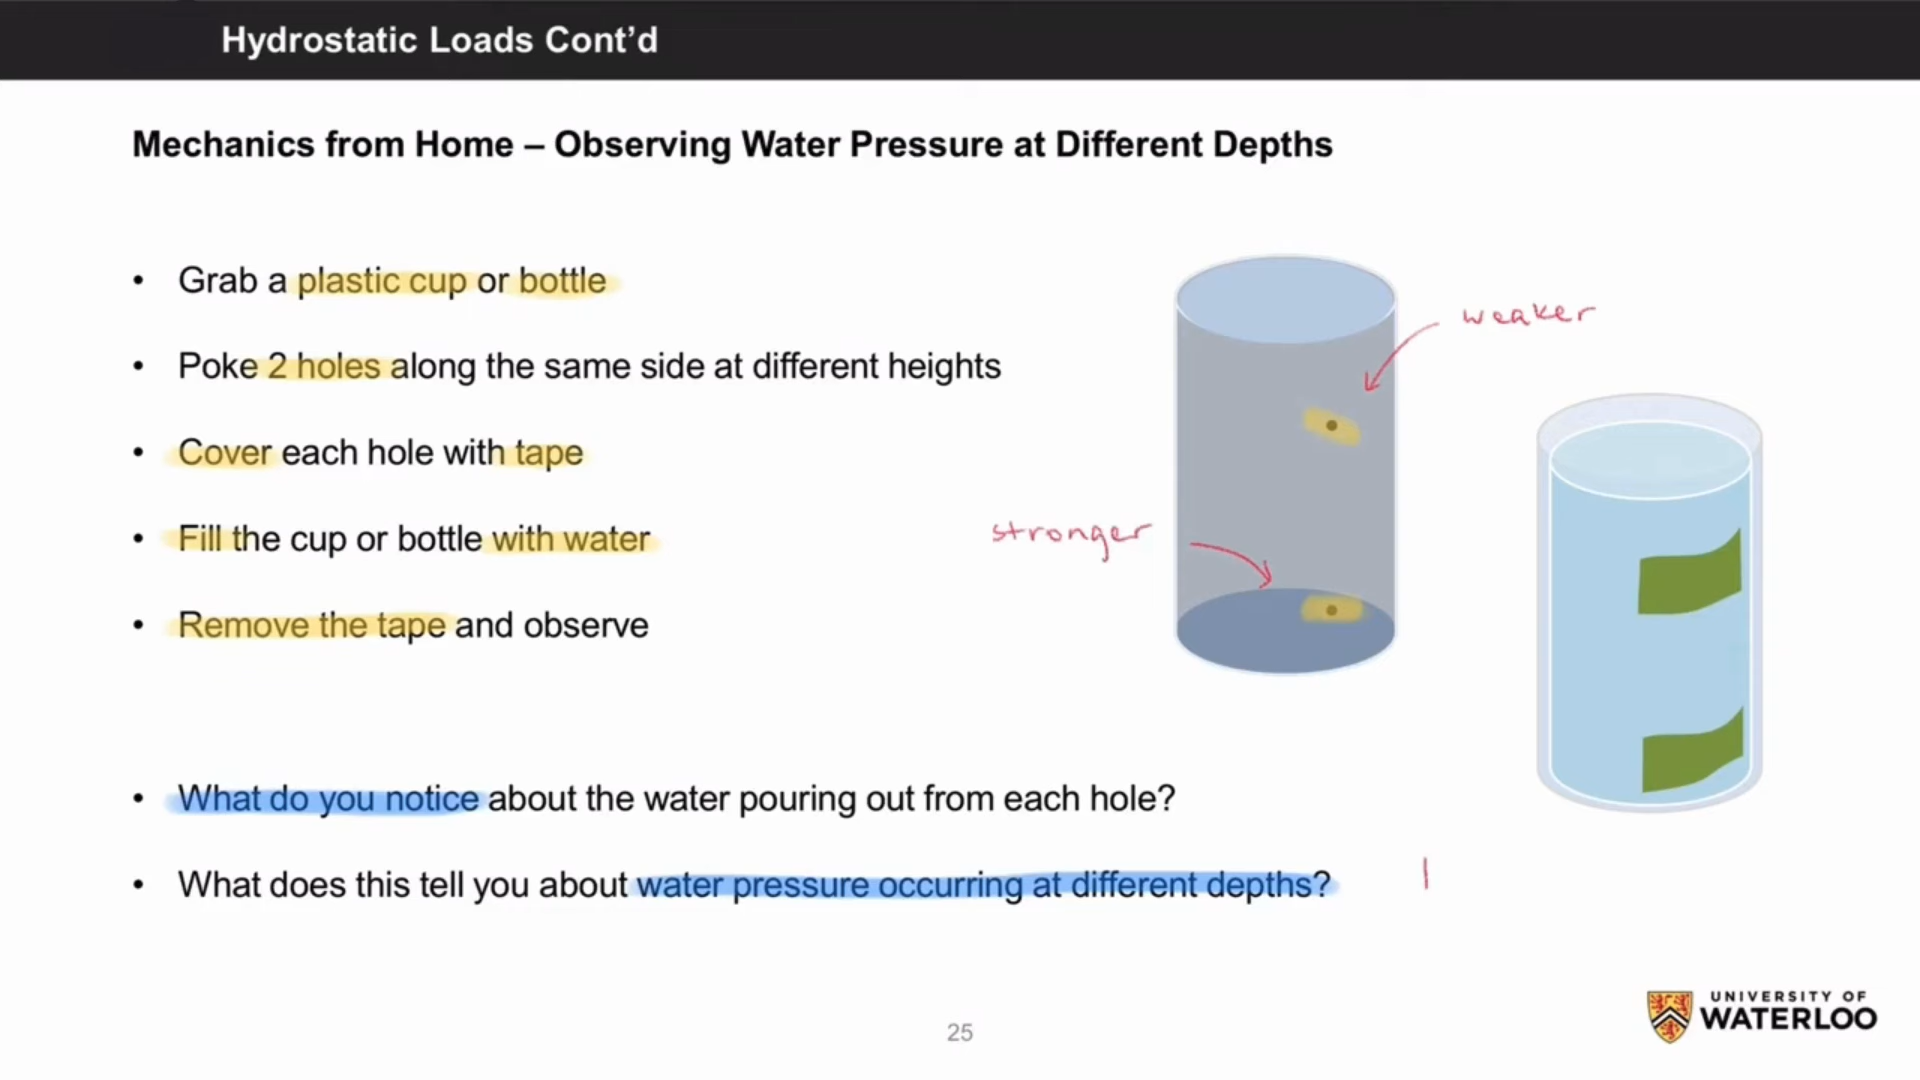 Hydrostatic Loads Cont’d
Mechanics from Home – Observing Water Pressure at Different Depths
• Grab a plastic cup or bottle
• Poke 2 holes along the same side at different heights
• Cover each hole with tape
• Fill the cup or bottle with water
• Remove the tape and observe
weaker
stronger
• What do you notice about the water pouring out from each hole?
• What does this tell you about water pressure occurring at different depths?
UNIVERSITY OF
WATERLOO
25